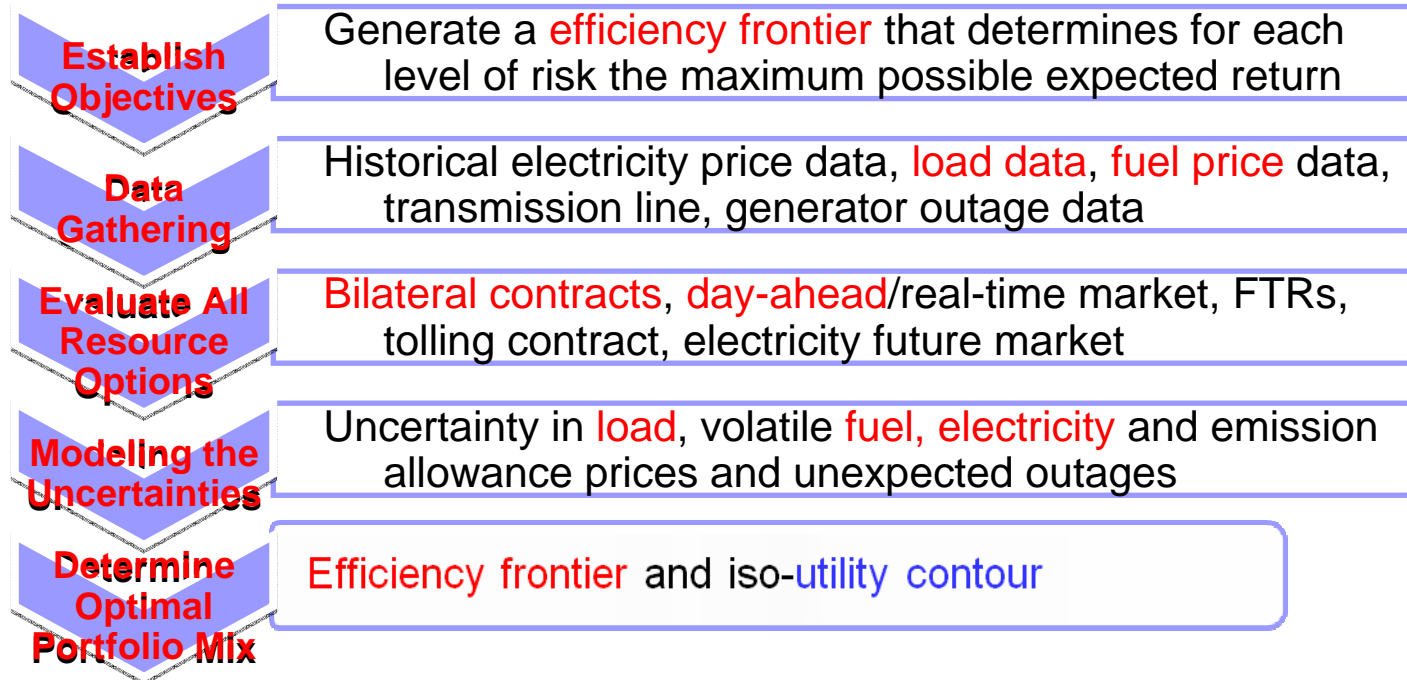 Establish
Objectives
Generate a efficiency frontier that determines for each
level of risk the maximum possible expected return
Data
Gathering
Historical electricity price data, load data, fuel price data,
transmission line, generator outage data
Evaluate All
Resource
Options
Bilateral contracts, day-ahead/real-time market, FTRs,
tolling contract, electricity future market
Modeling the
Uncertainties
Uncertainty in load, volatile fuel, electricity and emission
allowance prices and unexpected outages
Determine
Optimal
Portfolio Mix
Efficiency frontier and iso-utility contour